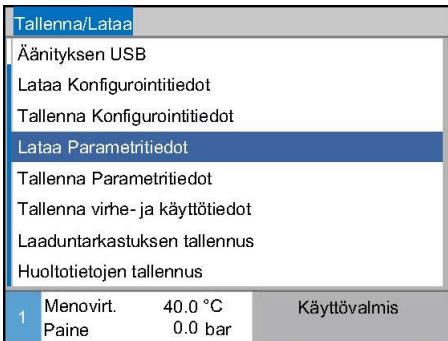 Tallenna/Lataa
Äänityksen USB
Lataa Konfigurointitiedot
Tallenna Konfigurointitiedot
Lataa Parametritiedot
Tallenna Parametritiedot
Tallenna virhe- ja käyttötiedot
Laaduntarkastuksen tallennus
Huoltotietojen tallennus
1 Menovirt. 40.0 °C Käyttövalmis
Paine 0.0 bar